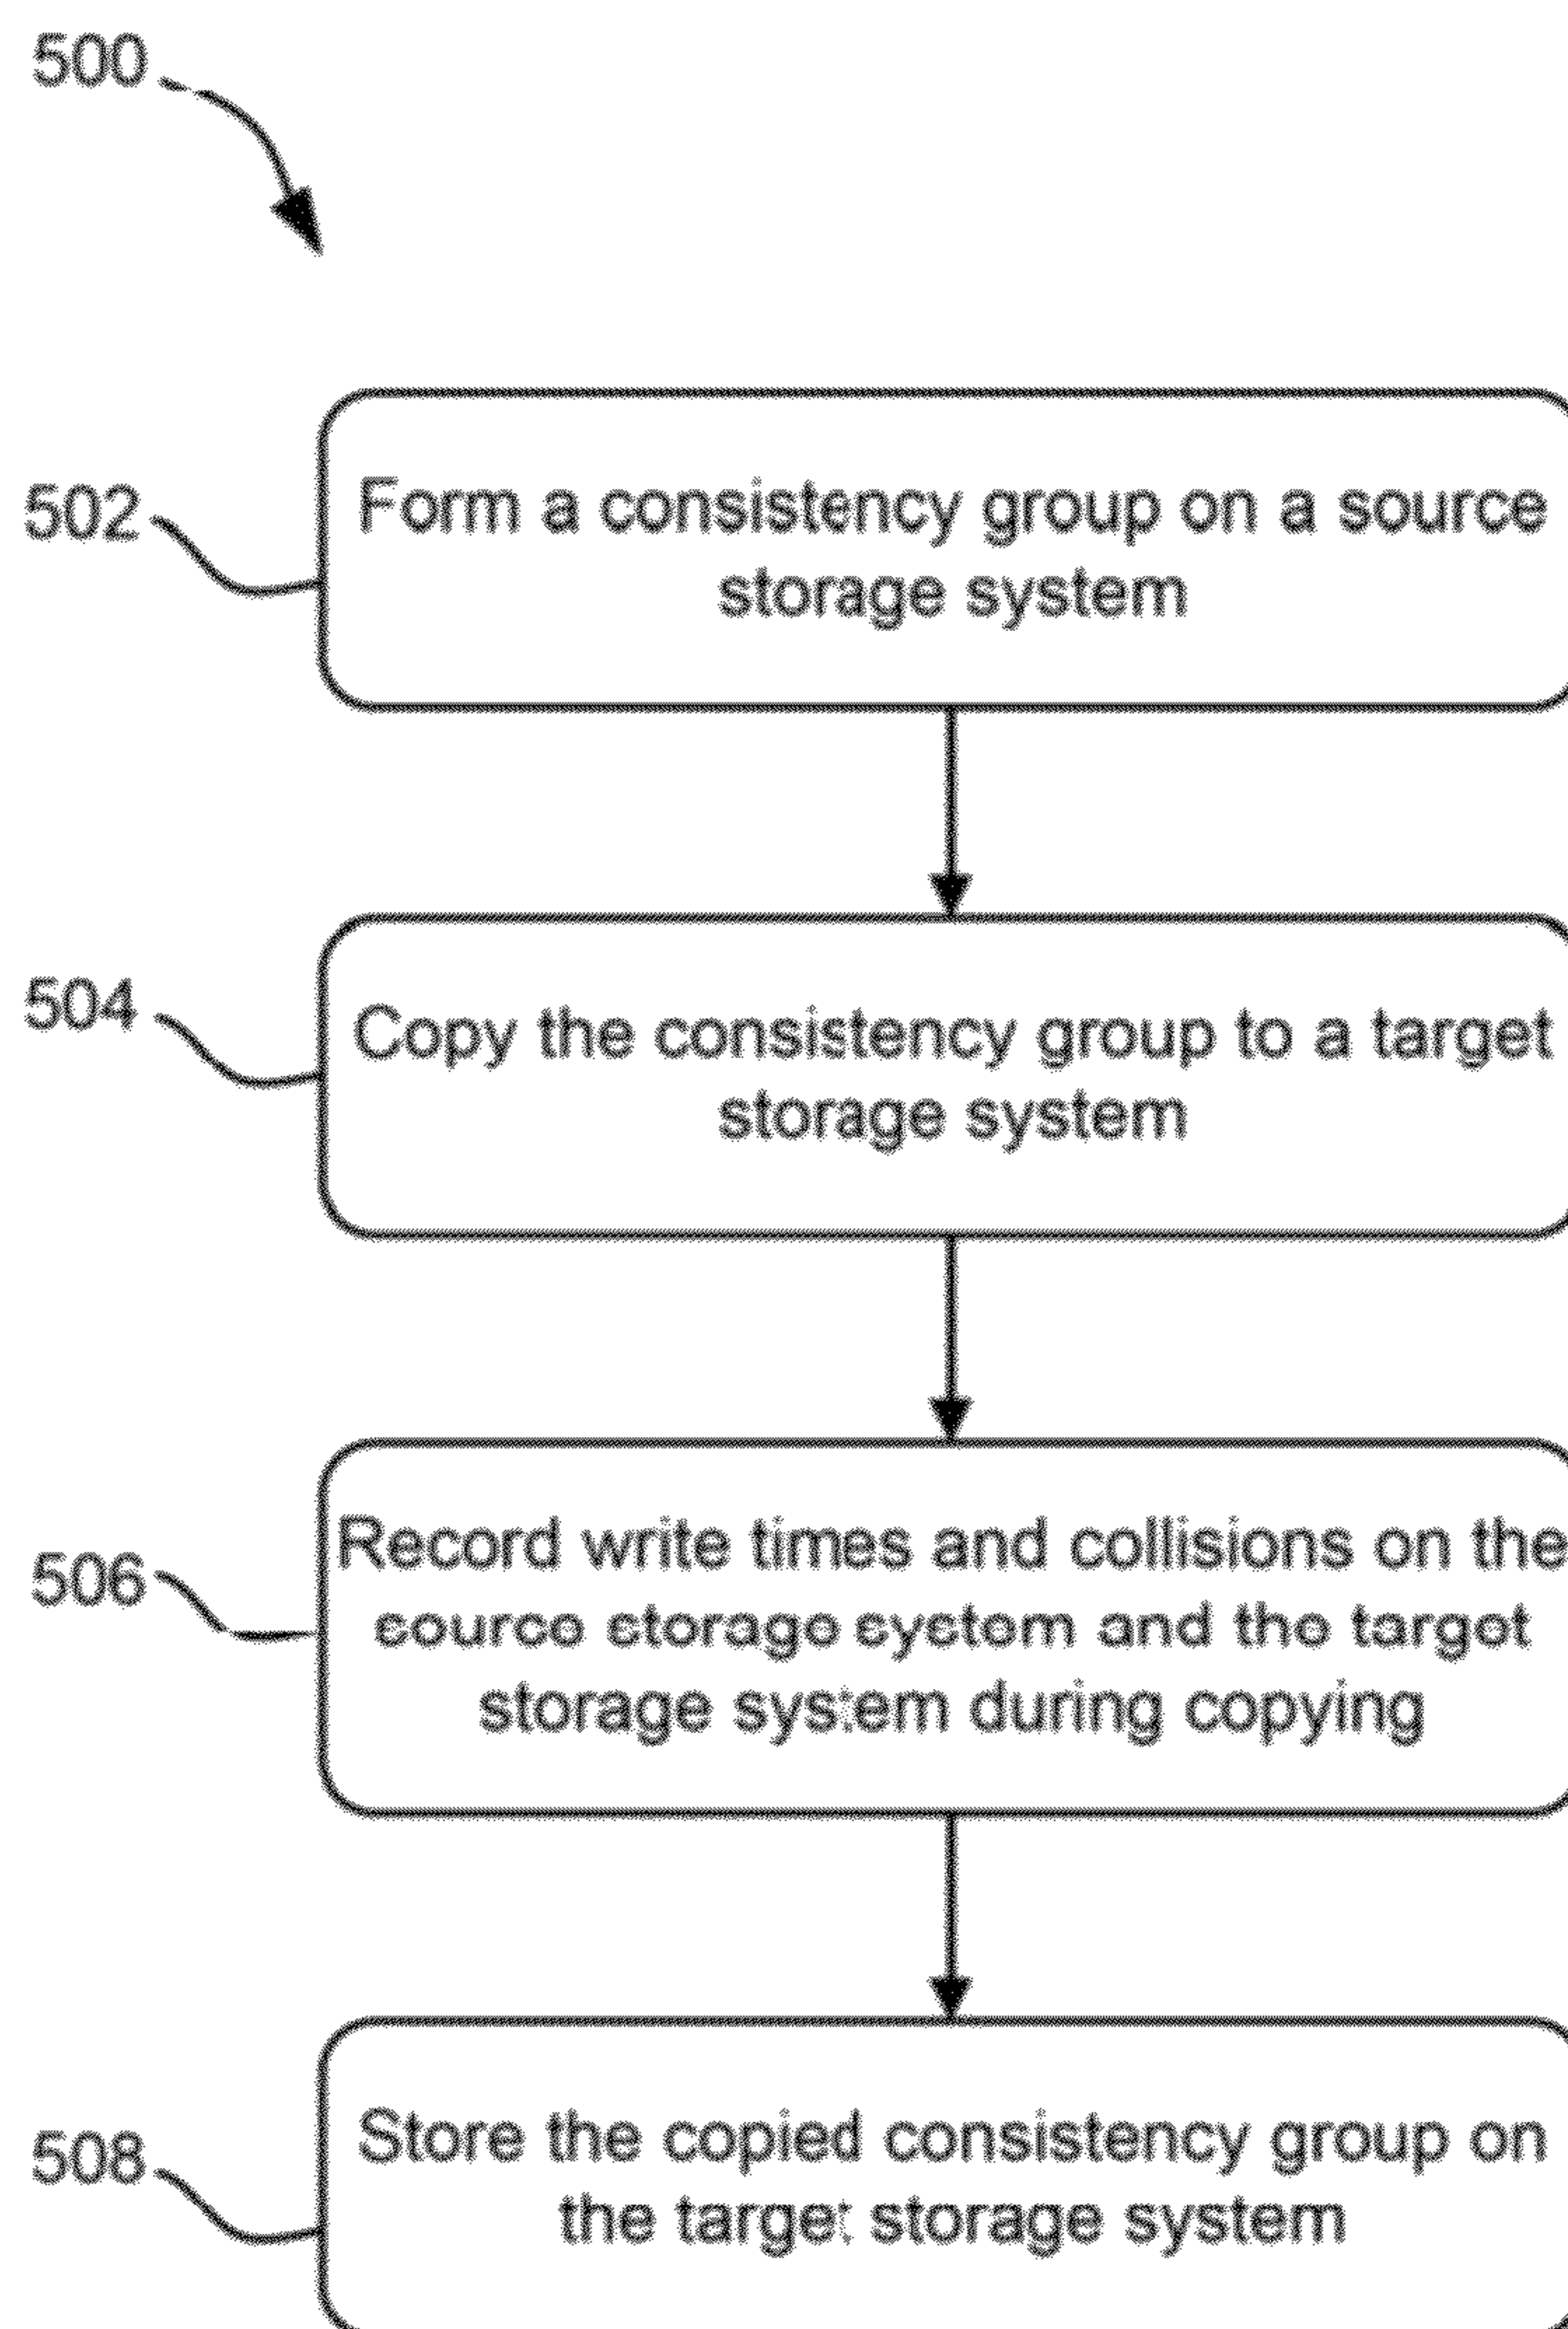 500
502
Form a consistency group on a source
storage system
504
Copy the consistency group to a target
storage system
506
Record write times and collisions on the
source storage system and the target
storage system during copying
508
Store the copied consistency group on
the target storage system